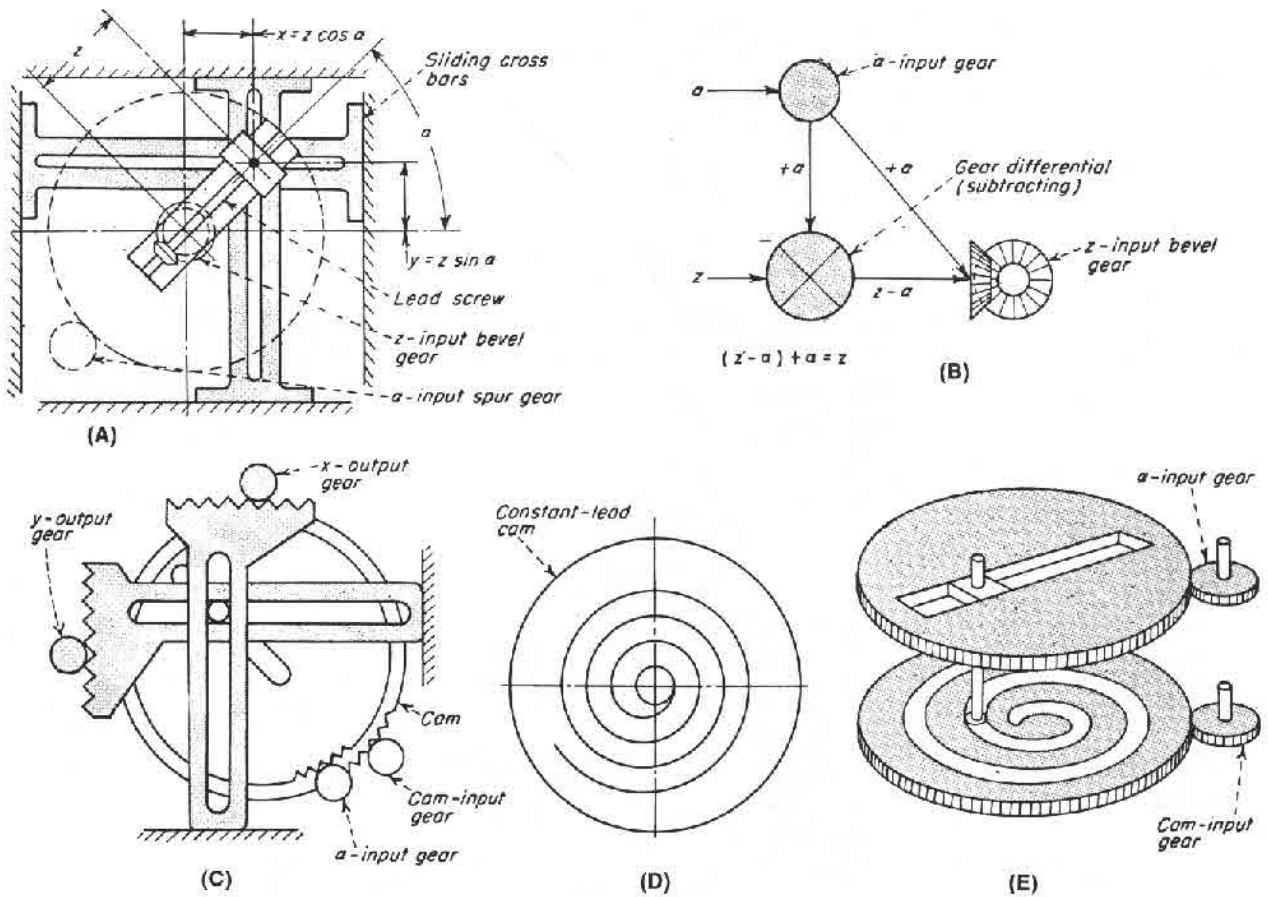 x = z cos α
z
Sliding cross
bars
α
y = z sin α
Lead screw
z-input bevel
gear
α-input spur gear
(A)
α-input gear
α
+α
+α
Gear differential
(subtracting)
−
z
z-α
z-input bevel
gear
(z-α) + α = z
(B)
x-output
gear
y-output
gear
Cam
Cam-input
gear
α-input gear
(C)
Constant-lead
cam
(D)
α-input gear
Cam-input
gear
(E)